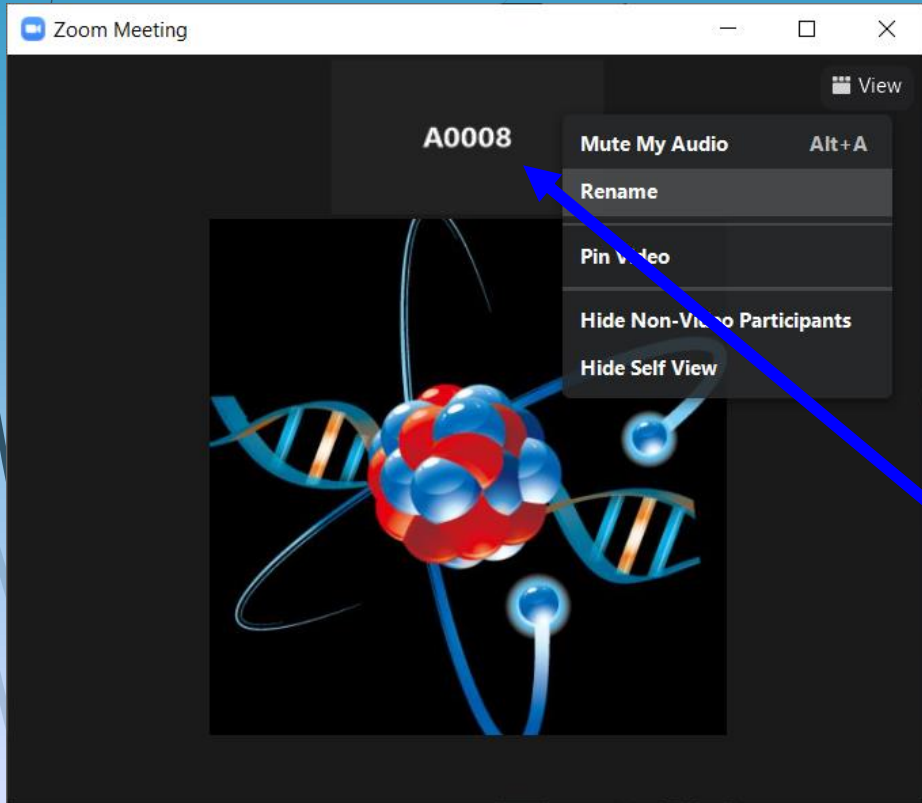 Zoom Meeting
View
A0008
Mute My Audio Alt+A
Rename
Pin Video
Hide Non-Video Participants
Hide Self View